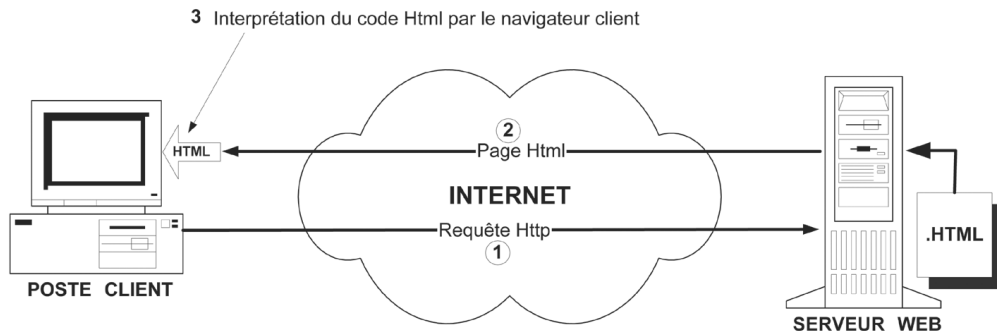 3 Interprétation du code Html par le navigateur client
HTML
2
Page Html
INTERNET
Requête Http
1
.HTML
POSTE CLIENT
SERVEUR WEB